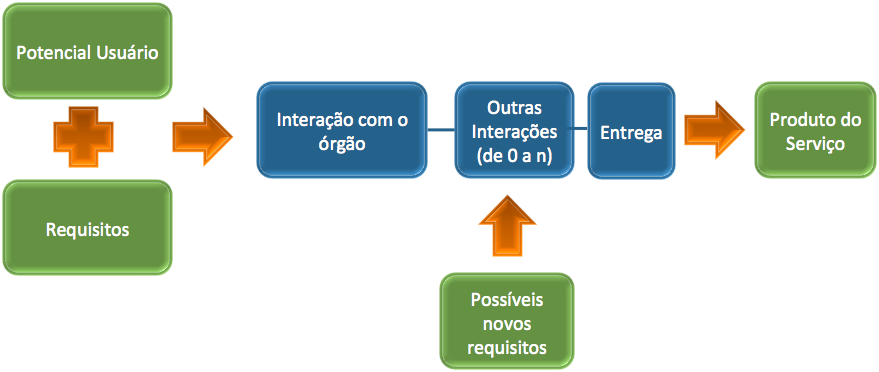 Potencial Usuário
Requisitos
Interação com o
órgão
Outras
Interações
(de 0 a n)
Entrega
Produto do
Serviço
Possíveis
novos
requisitos